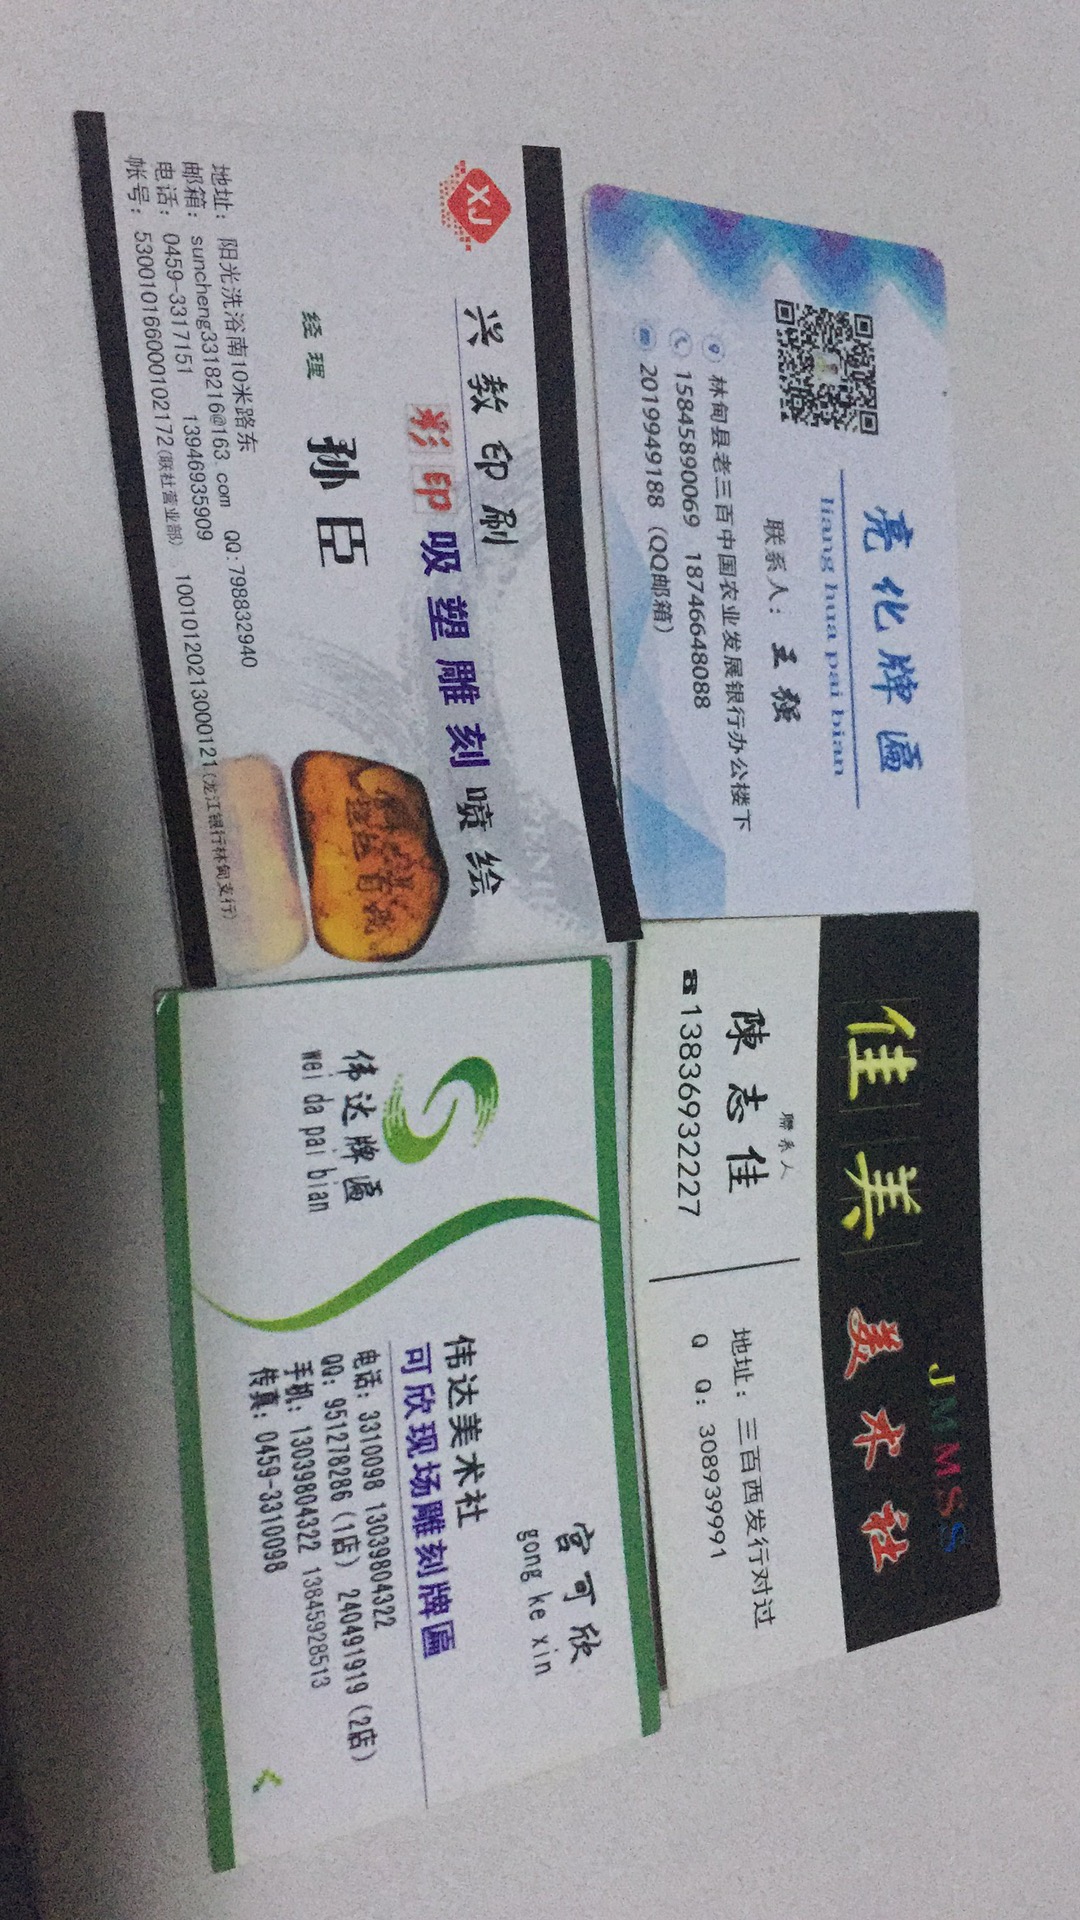 XJ
兴教印刷
彩印吸塑雕刻喷绘
经理 孙臣
地址: 阳光洗浴南10米路东
邮箱: suncheng3318216@163.com QQ:798832940
电话: 0459-3317151 13946935909
帐号: 530010166000102172(联社营业部) 10010120213000121(龙江银行林甸支行)
亮化牌匾
liang hua pai bian
联系人: 王强
林甸县老三百中国农业发展银行办公楼下
15845890069 18746648088
2019949188 (QQ邮箱)
伟达牌匾
wei da pai bian
宫可欣
gong ke xin
伟达美术社
可欣现场雕刻牌匾
电话: 3310098 13039804322
QQ: 951278286 (1店) 240491919 (2店)
手机: 13039804322 13845928513
传真: 0459-3310098
JMMSS
佳美美术社
聯系人
陳志佳
☎13836932227
地址: 三百西发行对过
Q Q: 308939991